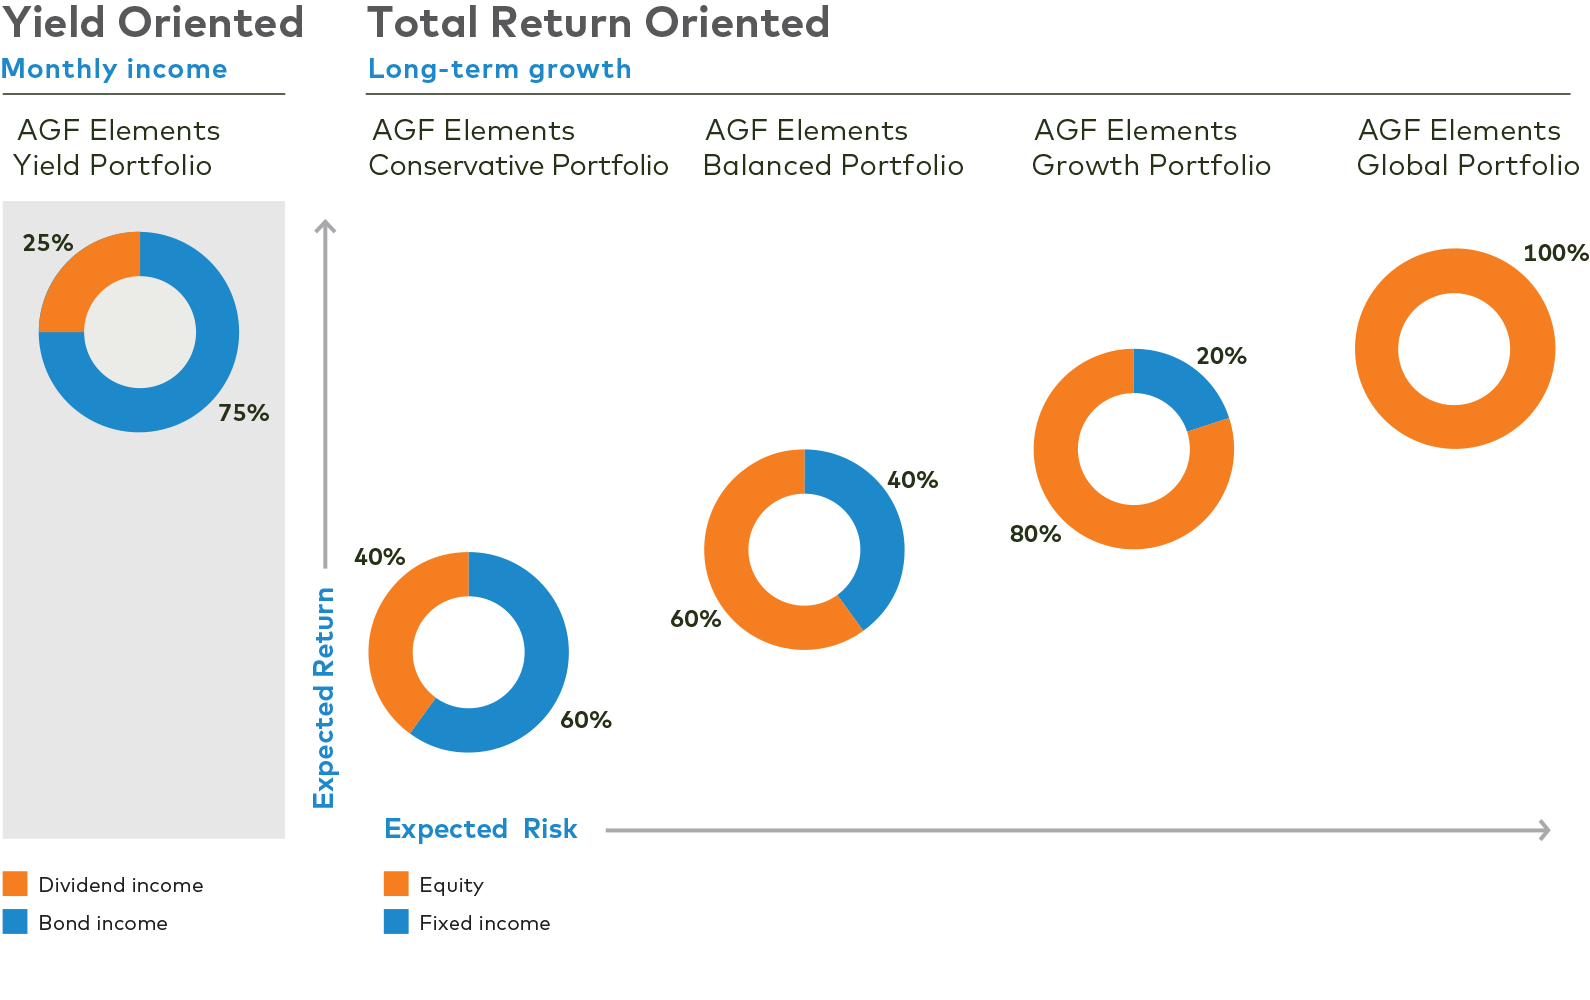 Yield Oriented
Monthly income
AGF Elements
Yield Portfolio
25%
75%
Dividend income
Bond income
Total Return Oriented
Long-term growth
AGF Elements
Conservative Portfolio
AGF Elements
Balanced Portfolio
AGF Elements
Growth Portfolio
AGF Elements
Global Portfolio
Expected Return
40%
60%
40%
60%
20%
80%
100%
Expected Risk
Equity
Fixed income